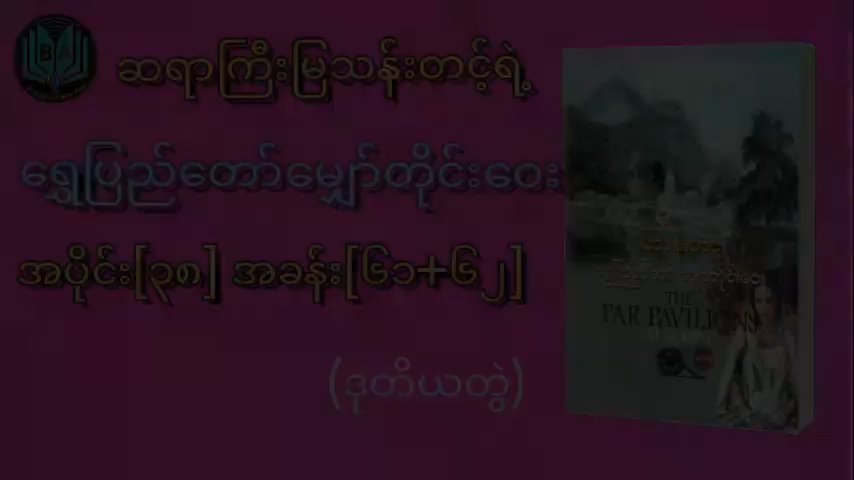 BA
ဆရာကြီးမြသန်းတင့်ရဲ့
ရွှေပြည်တော်မျှော်တိုင်းဝေး
အပိုင်း[၃၈] အခန်း[၆၁+၆၂]
(ဒုတိယတွဲ)
THE
FAR PAVILIONS